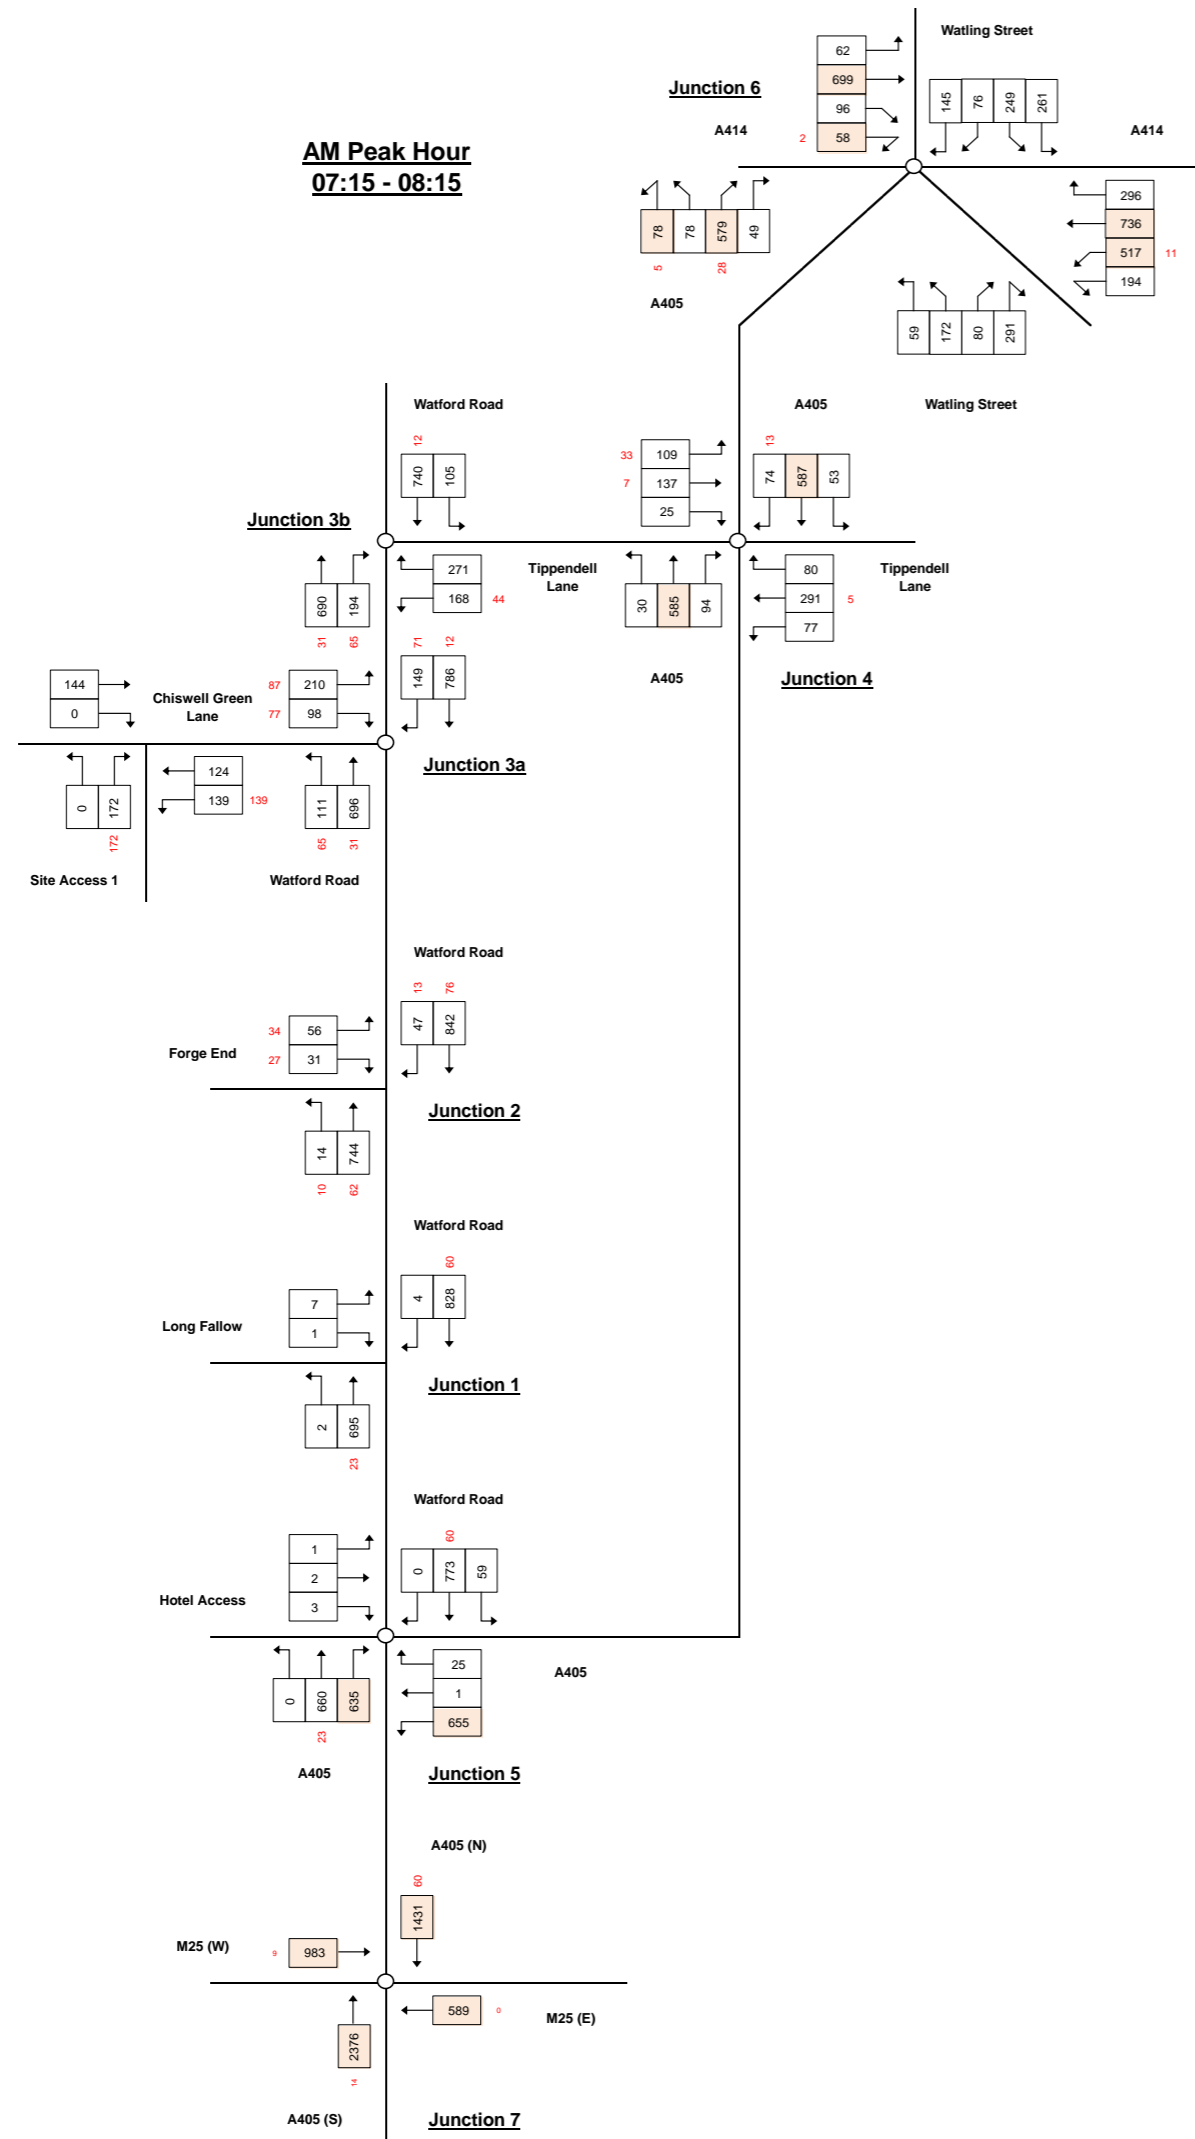 Watling Street
62
699
96
2 58
Junction 6
A414
145 76 249 261
A414
AM Peak Hour
07:15 - 08:15
78 78 579 49
5 28
A405
296
736
517 11
194
59 172 80 291
Watford Road
A405
Watling Street
12
740 105
33 109
7 137
25
13
74 587 53
Junction 3b
690 194
31 65
271
168 44
Tippendell
Lane
30 585 94
80
291 5
77
Tippendell
Lane
A405
Junction 4
144
0
Chiswell Green
Lane
87 210
77 98
71 12
149 786
Junction 3a
0 172
172
124
139 139
111 696
65 31
Site Access 1
Watford Road
Watford Road
13 76
47 842
34 56
27 31
Forge End
Junction 2
14 744
10 62
Watford Road
60
4 828
7
1
Long Fallow
Junction 1
2 695
23
Watford Road
60
0 773 59
1
2
3
Hotel Access
0 660 635
23
25
1
655
A405
A405
Junction 5
A405 (N)
60
1431
M25 (W)
9 983
589 0
M25 (E)
2376
14
A405 (S)
Junction 7